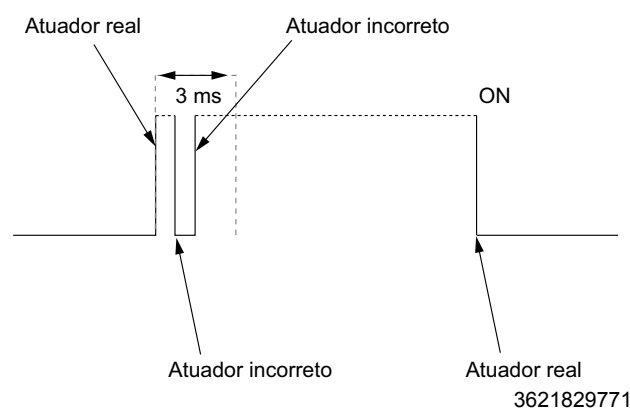 Atuador real
Atuador incorreto
3 ms
ON
Atuador incorreto
Atuador real
3621829771